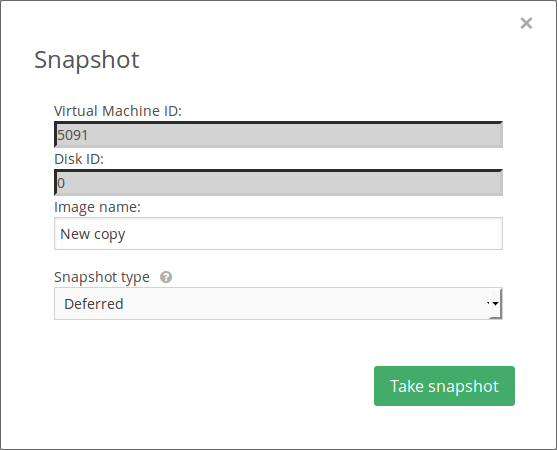 Snapshot
Virtual Machine ID:
5091
Disk ID:
0
Image name:
New copy
Snapshot type ?
Deferred
Take snapshot